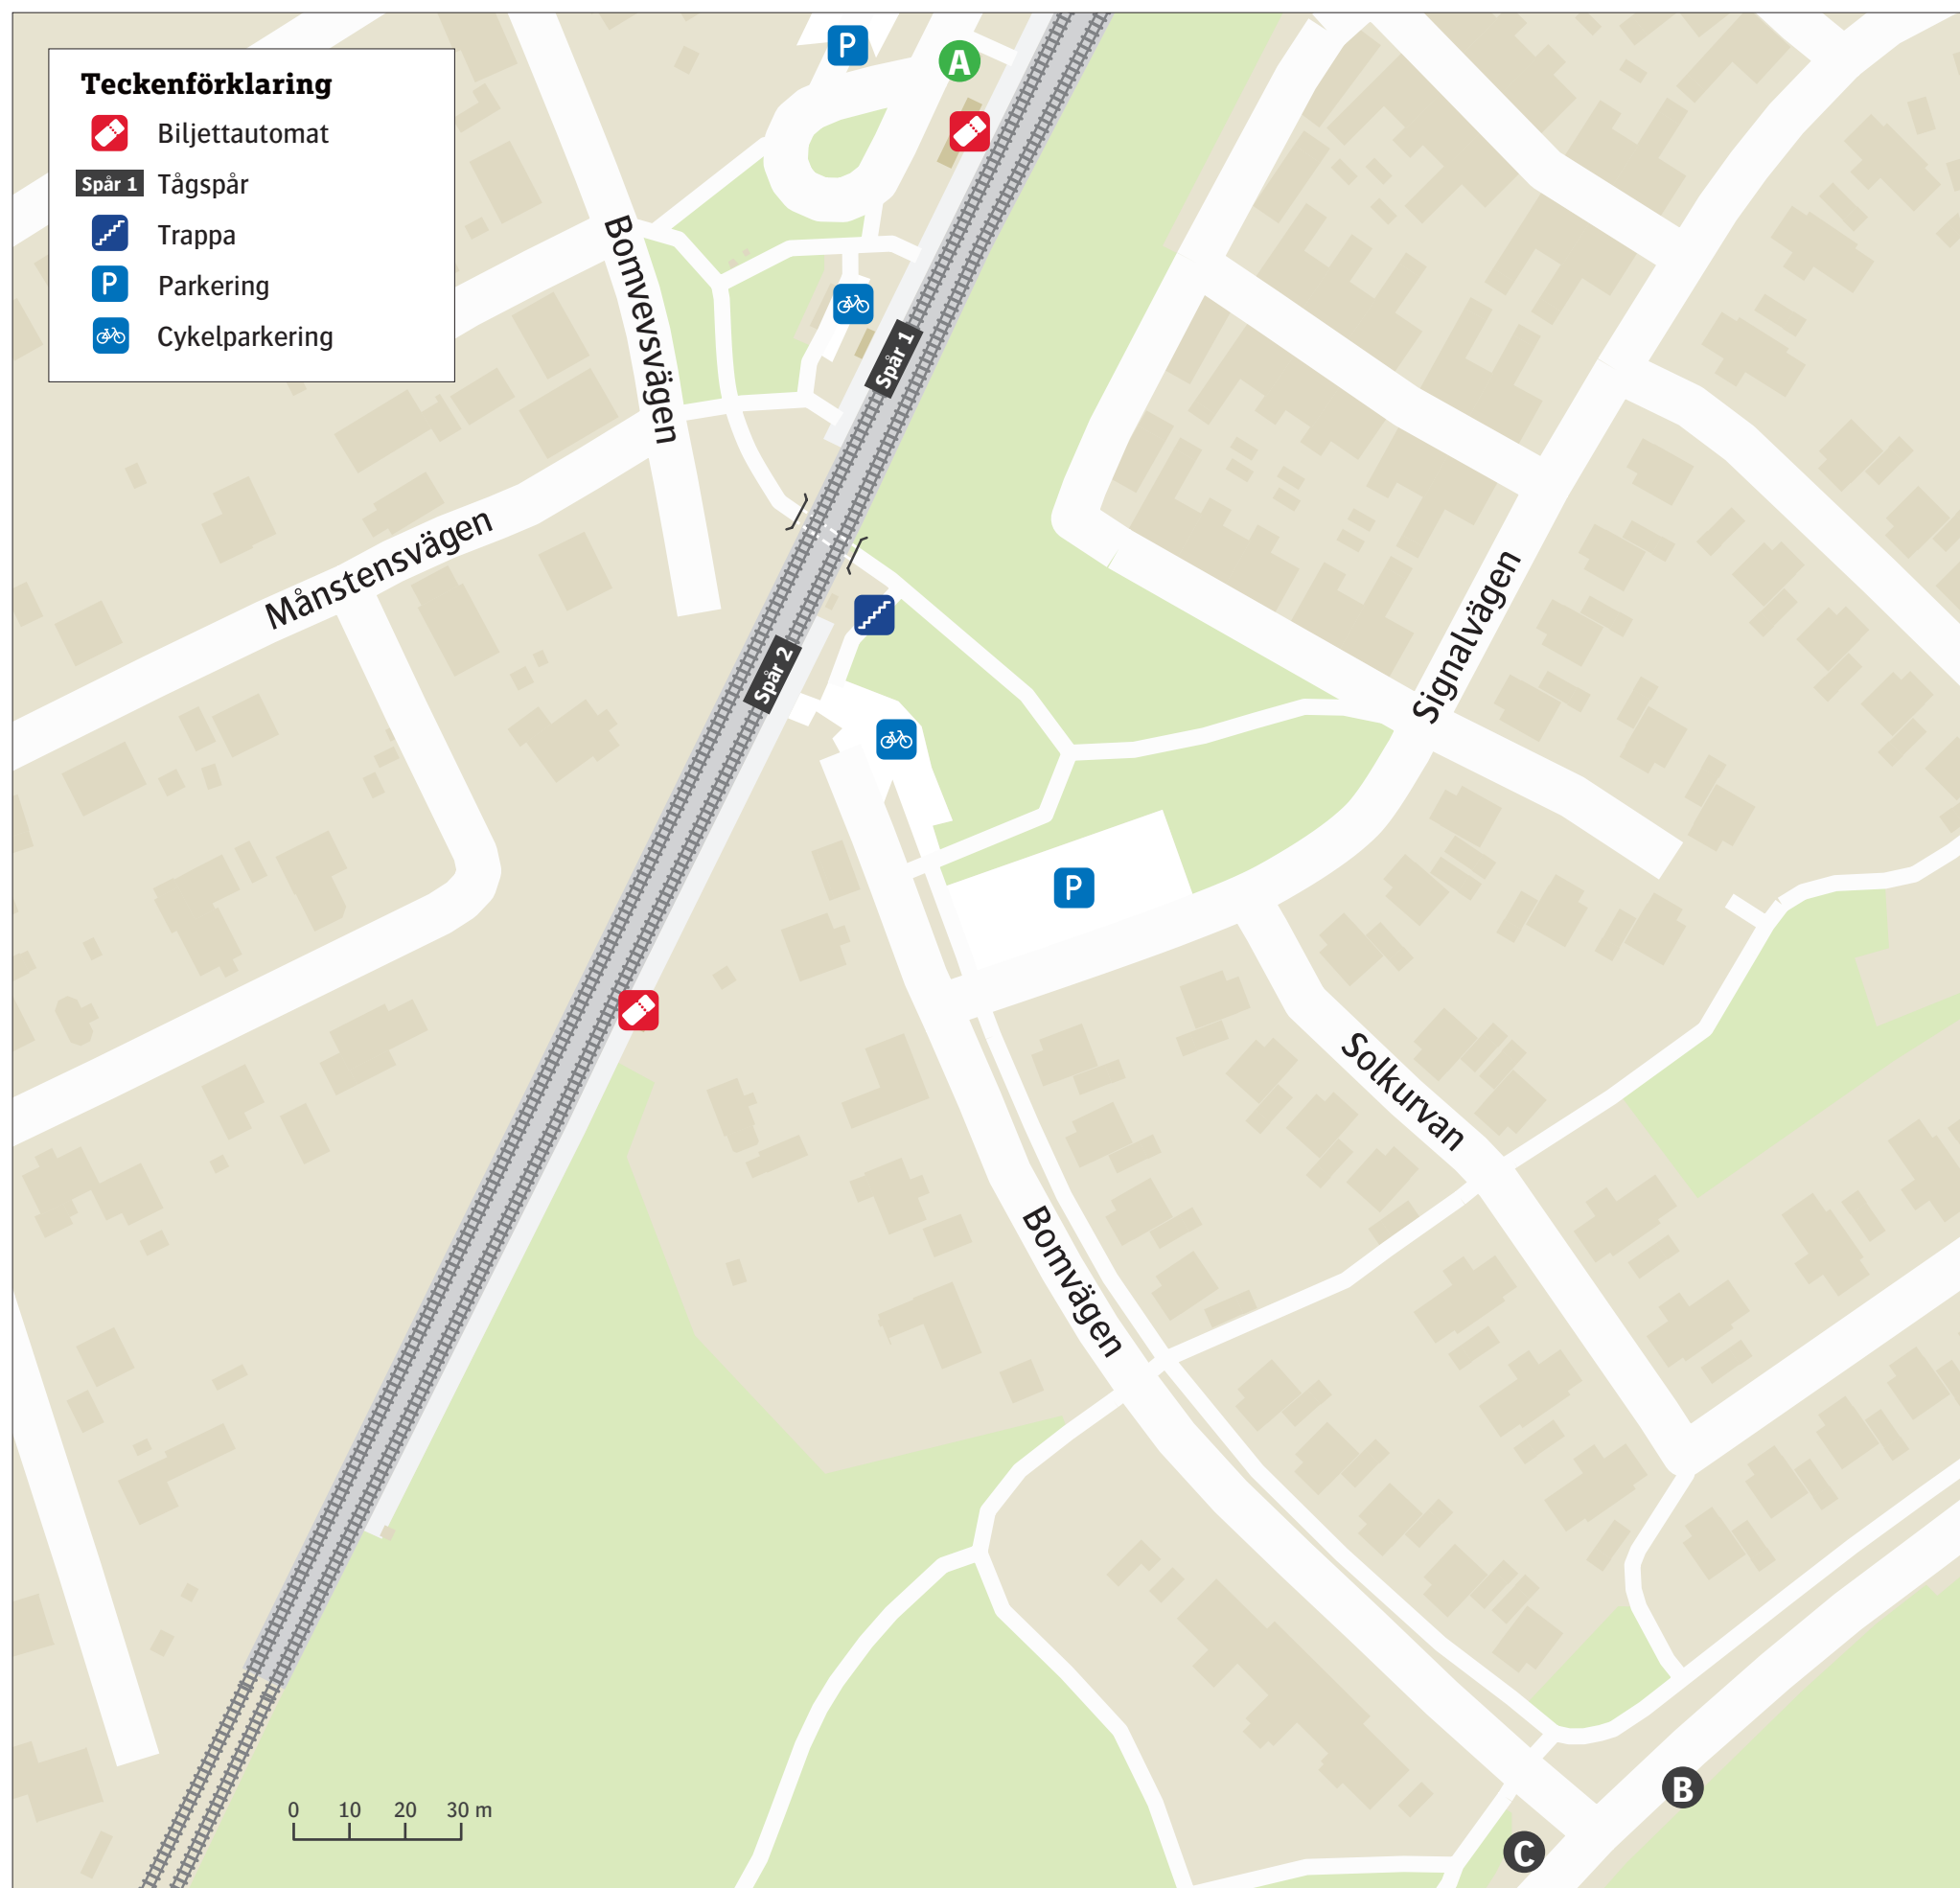 Teckenförklaring
Biljettautomat
Spår 1 Tågspår
Trappa
P Parkering
Cykelparkering
P
A
Bomvevsvägen
Spår 1
Månstensvägen
Spår 2
Signalvägen
P
Solkurvan
Bomvägen
0 10 20 30 m
B
C